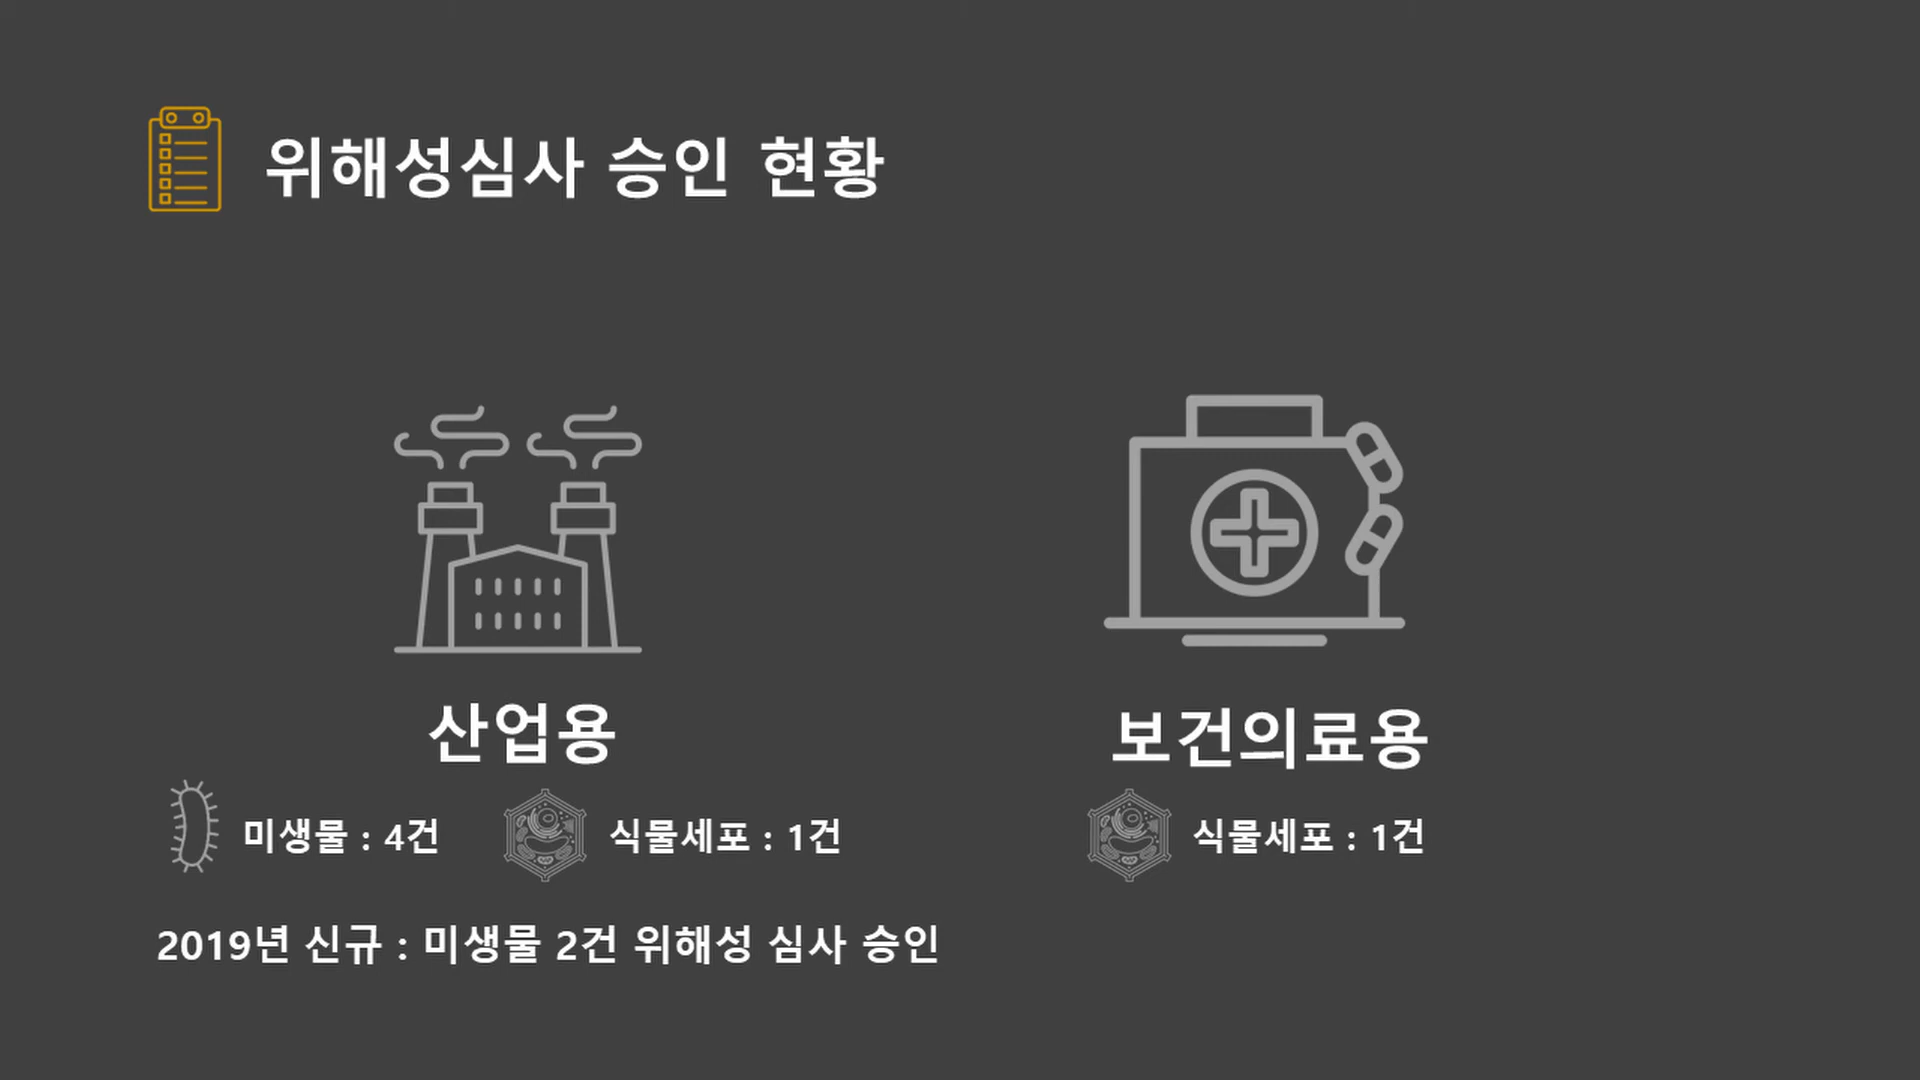 위해성심사 승인 현황
산업용
미생물 : 4건
식물세포 : 1건
2019년 신규 : 미생물 2건 위해성 심사 승인
보건의료용
식물세포 : 1건